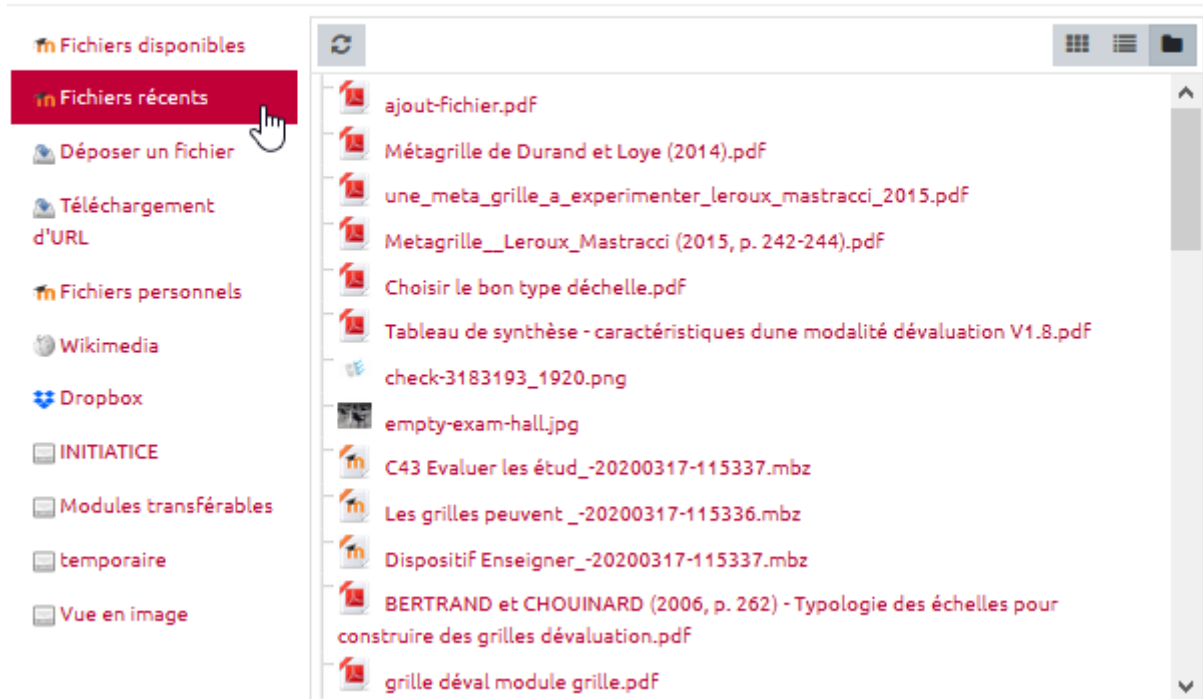 Fichiers disponibles
Fichiers récents
Déposer un fichier
Téléchargement
d'URL
Fichiers personnels
Wikimedia
Dropbox
INITIATICE
Modules transférables
temporaire
Vue en image
ajout-fichier.pdf
Métagrille de Durand et Loye (2014).pdf
une_meta_grille_a_experimenter_leroux_mastracci_2015.pdf
Metagrille__Leroux_Mastracci (2015, p. 242-244).pdf
Choisir le bon type déchelle.pdf
Tableau de synthèse - caractéristiques dune modalité dévaluation V1.8.pdf
check-3183193_1920.png
empty-exam-hall.jpg
C43 Evaluer les étud_-20200317-115337.mbz
Les grilles peuvent _-20200317-115336.mbz
Dispositif Enseigner_-20200317-115337.mbz
BERTRAND et CHOUINARD (2006, p. 262) - Typologie des échelles pour
construire des grilles dévaluation.pdf
grille déval module grille.pdf